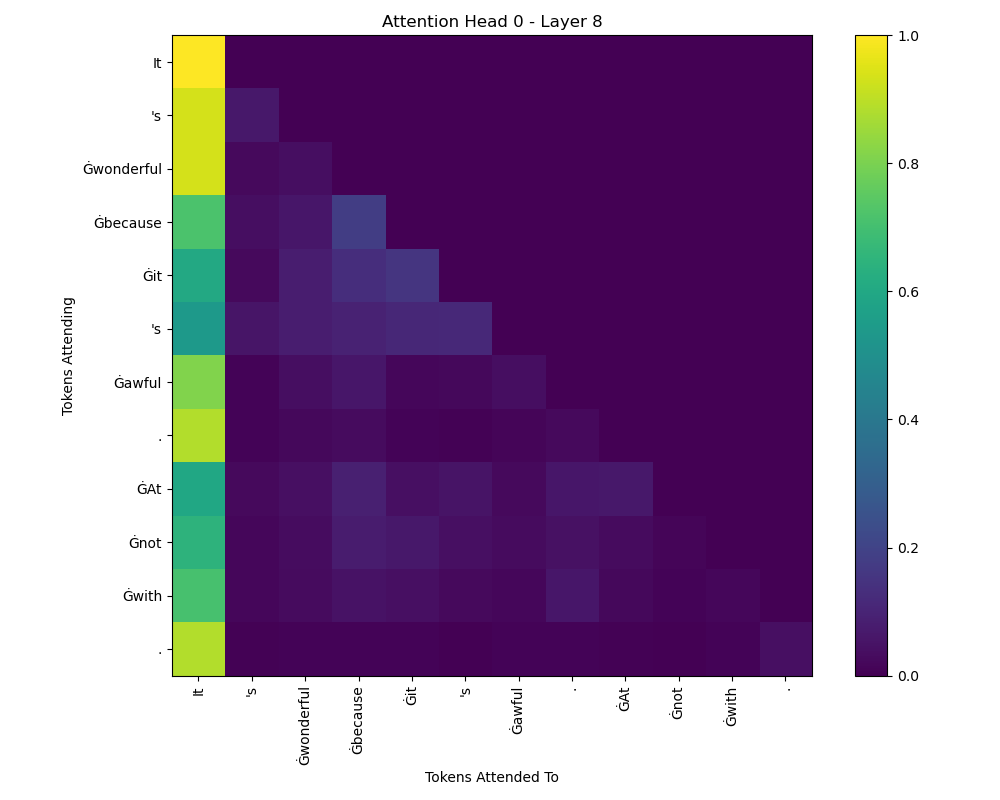 Attention Head 0 - Layer 8
It
's
Ġwonderful
Ġbecause
Ġit
's
Ġawful
.
ĠAt
Ġnot
Ġwith
.
Tokens Attending
It
's
Ġwonderful
Ġbecause
Ġit
's
Ġawful
.
ĠAt
Ġnot
Ġwith
.
Tokens Attended To
1.0
0.8
0.6
0.4
0.2
0.0